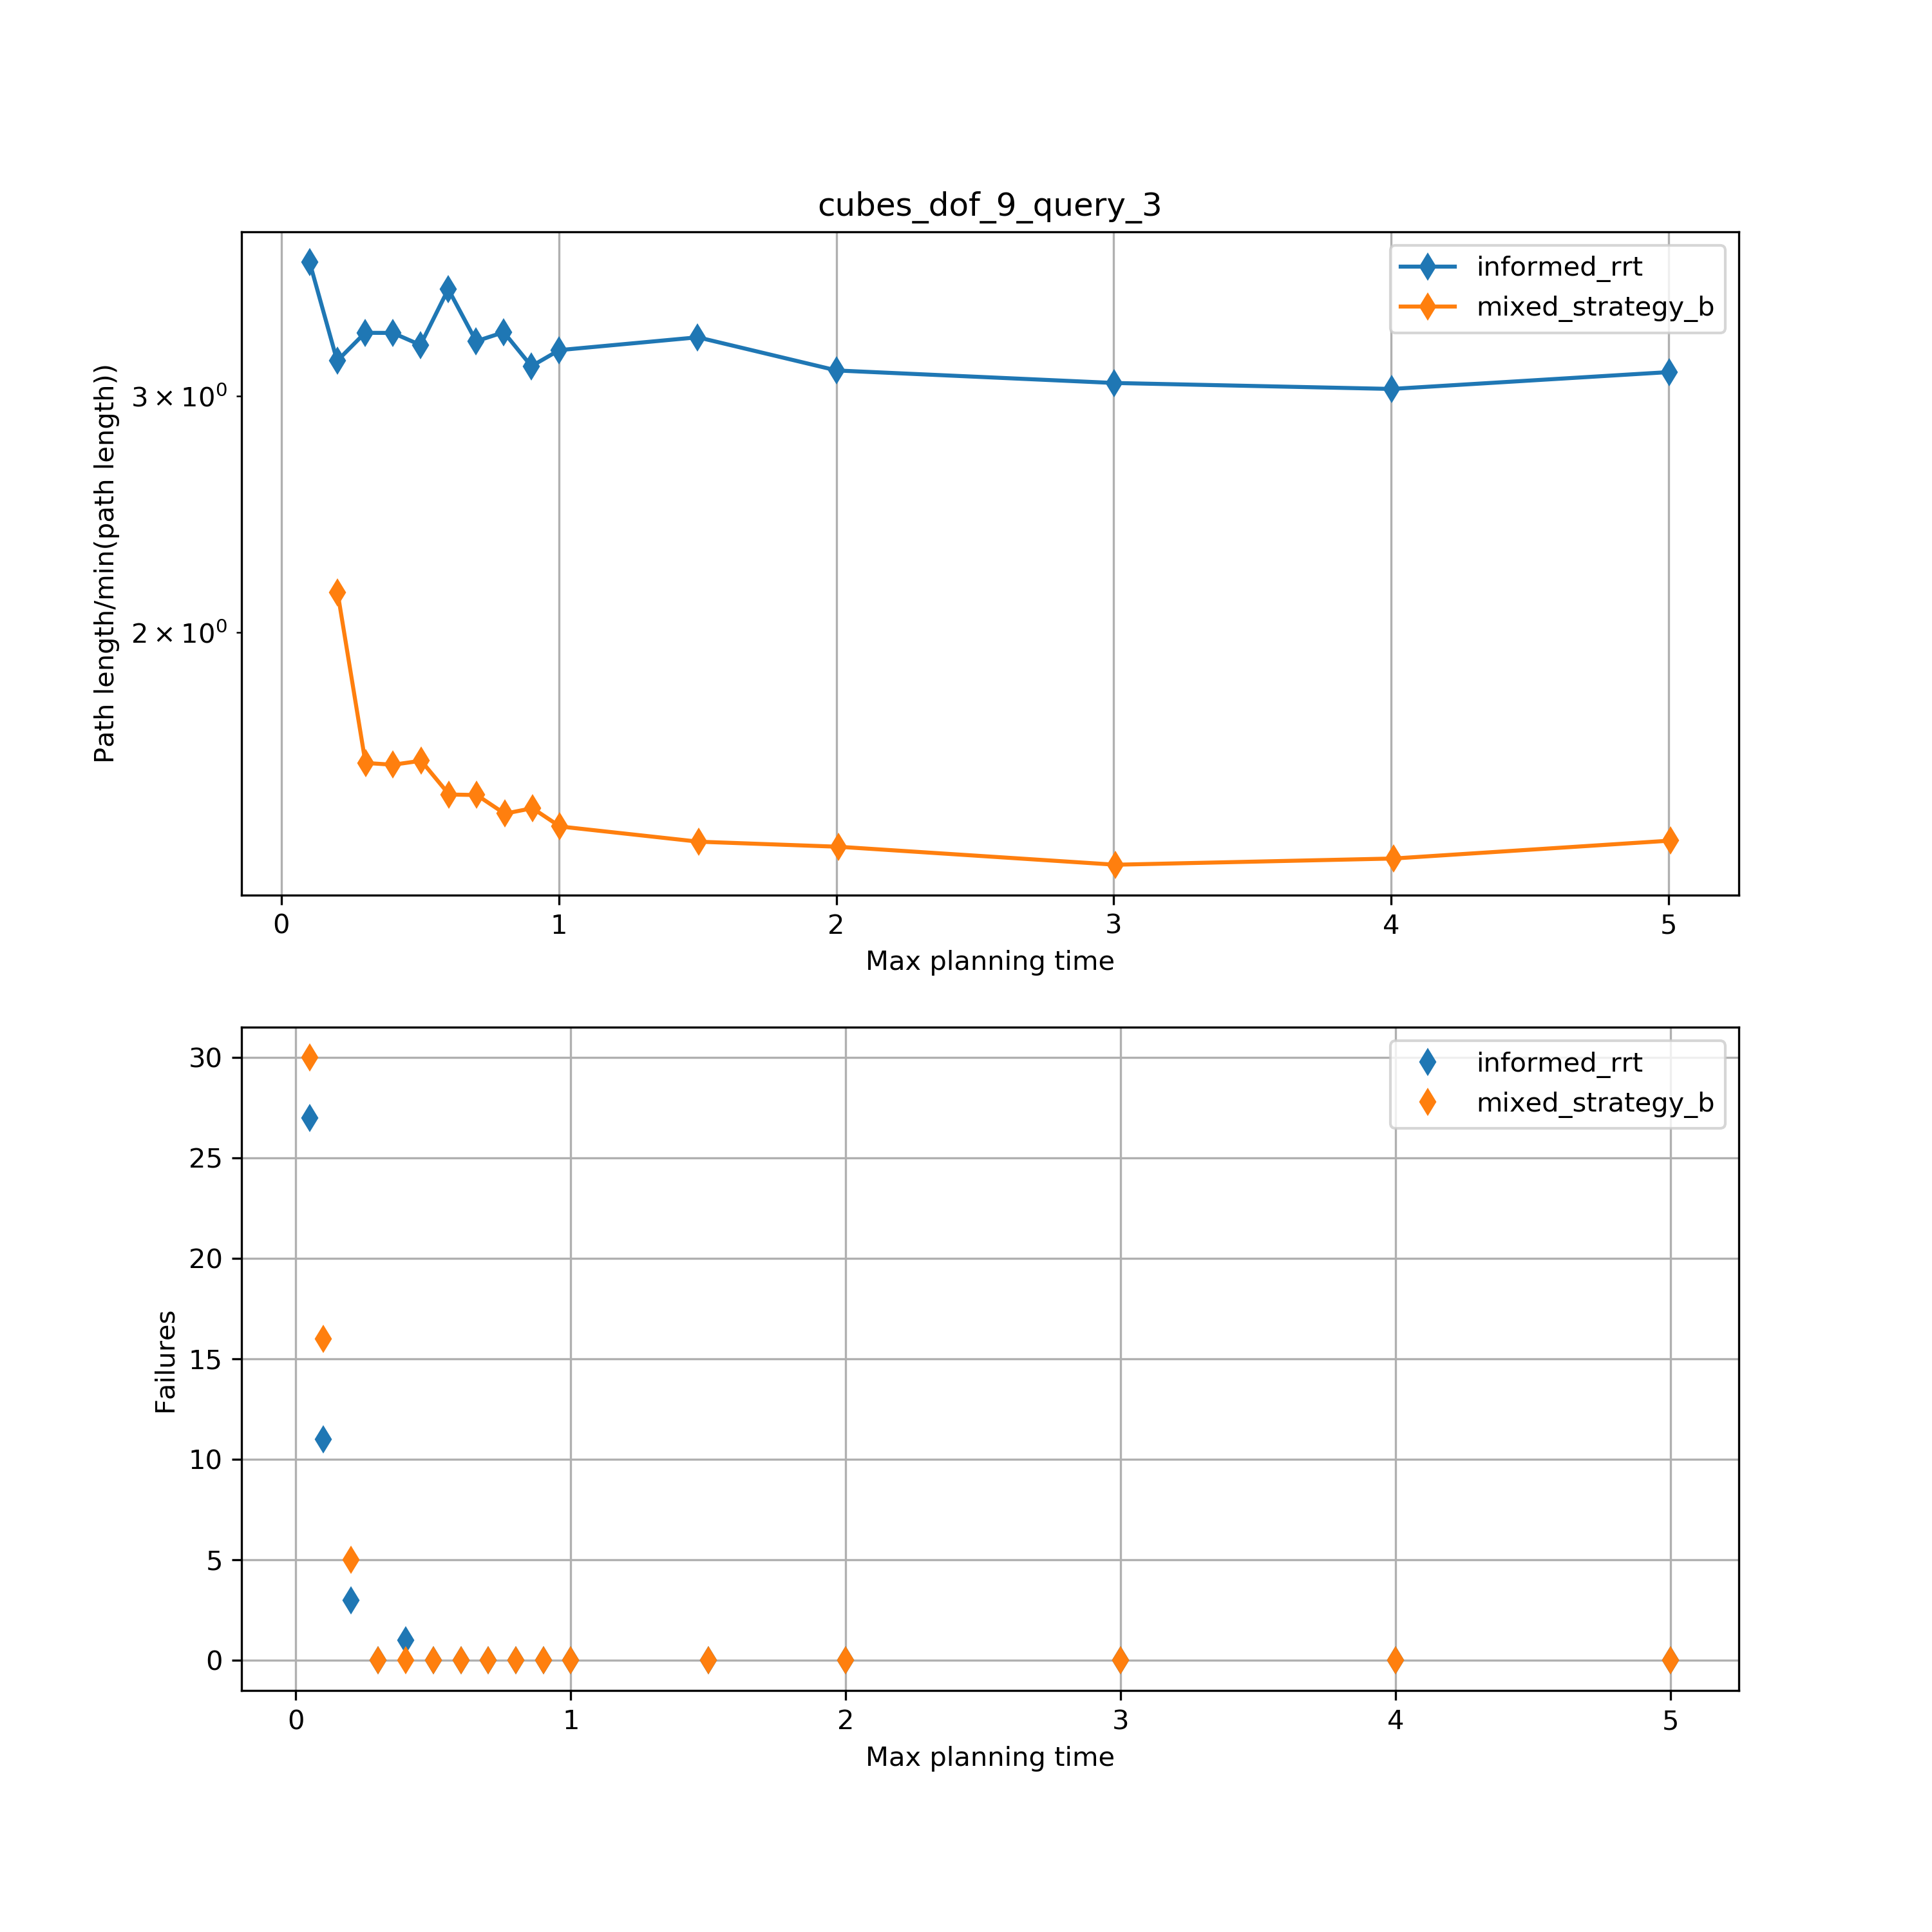 cubes_dof_9_query_3
informed_rrt
mixed_strategy_b
Path length/min(path length))
3 × 10⁰
2 × 10⁰
0 1 2 3 4 5
Max planning time
informed_rrt
mixed_strategy_b
Failures
30
25
20
15
10
5
0
0 1 2 3 4 5
Max planning time